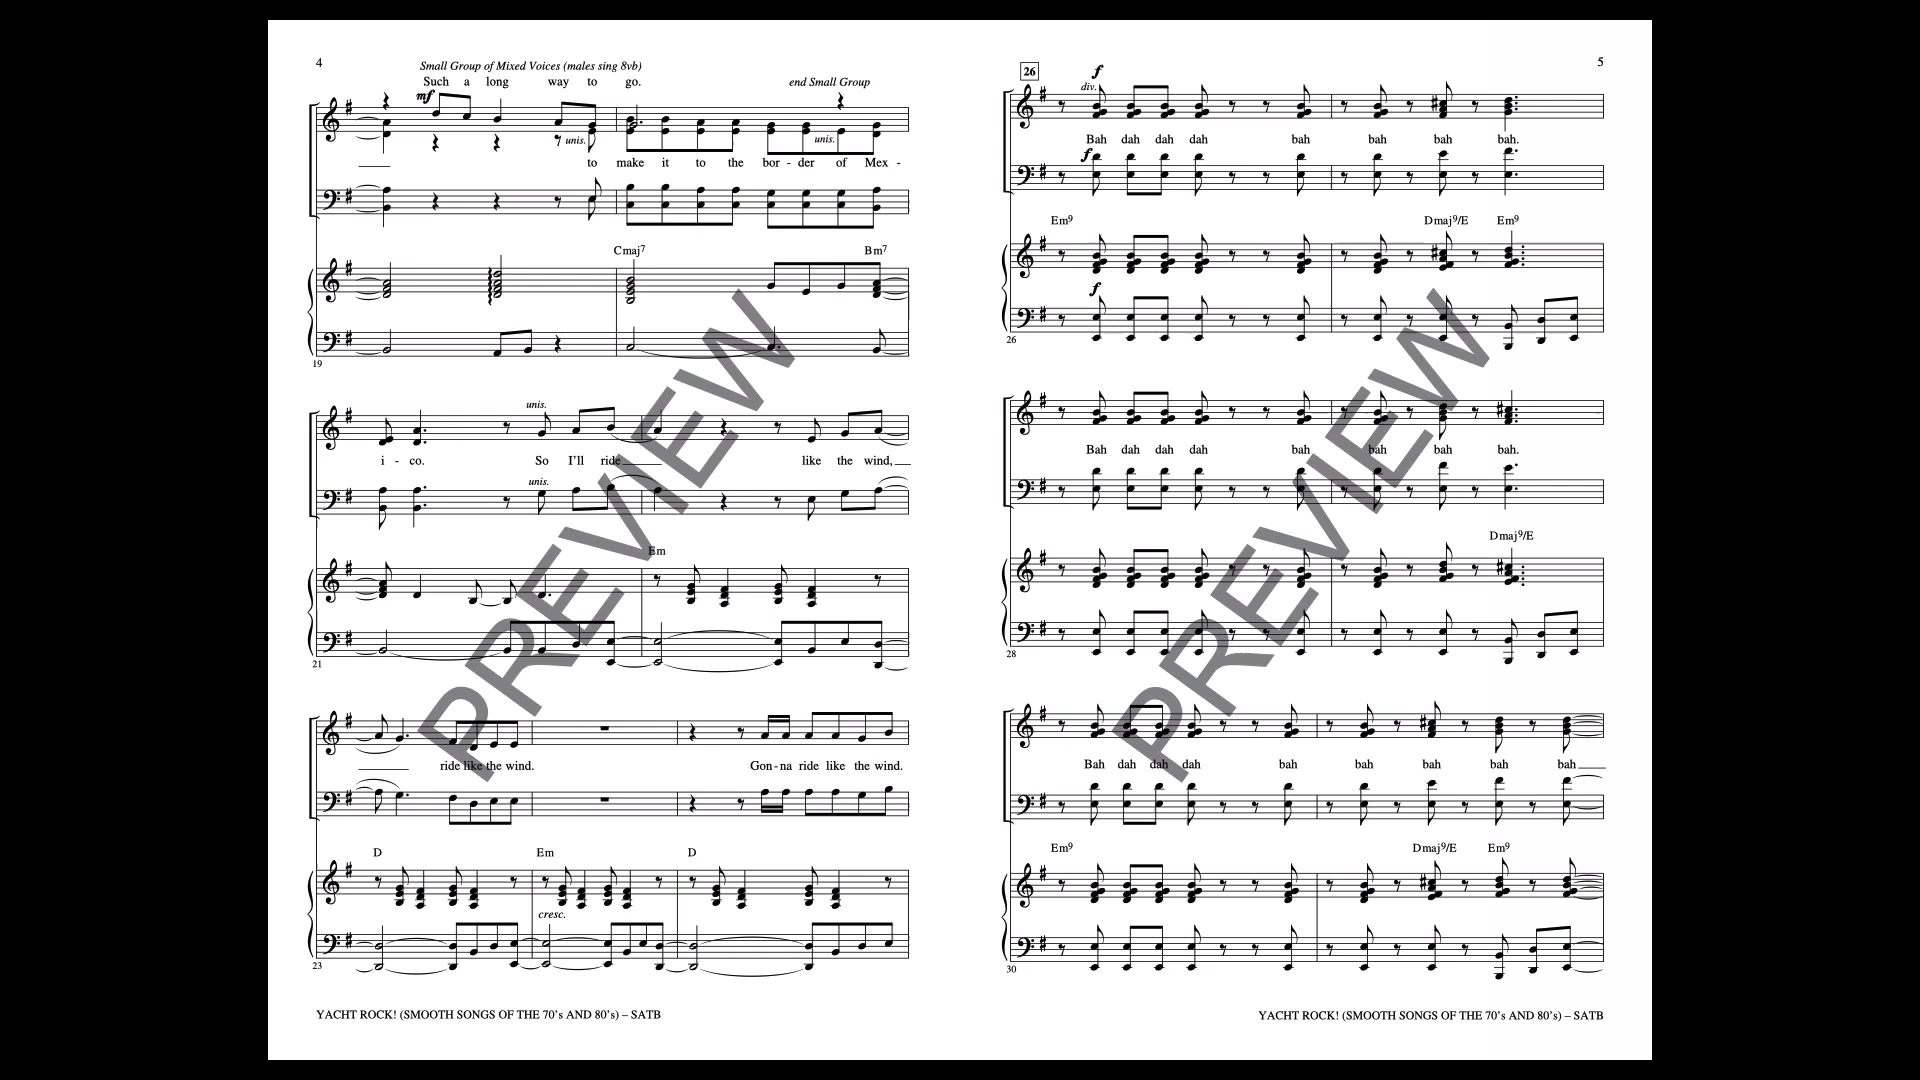 4
Small Group of Mixed Voices (males sing 8vb)
Such a long way to go.
end Small Group
mf
unis.
unis.
to make it to the bor - der of Mex -
Cmaj7 Bm7
19
unis.
i - co. So I'll ride like the wind,
unis.
Em
21
ride like the wind. Gon - na ride like the wind.
D Em D
cresc.
23
YACHT ROCK! (SMOOTH SONGS OF THE 70's AND 80's) – SATB
PREVIEW
5
26
f
div.
Bah dah dah dah bah bah bah bah.
f
Em9 Dmaj9/E Em9
f
26
Bah dah dah dah bah bah bah bah.
Dmaj9/E
28
Bah dah dah dah bah bah bah bah bah
Em9 Dmaj9/E Em9
30
YACHT ROCK! (SMOOTH SONGS OF THE 70's AND 80's) – SATB
PREVIEW